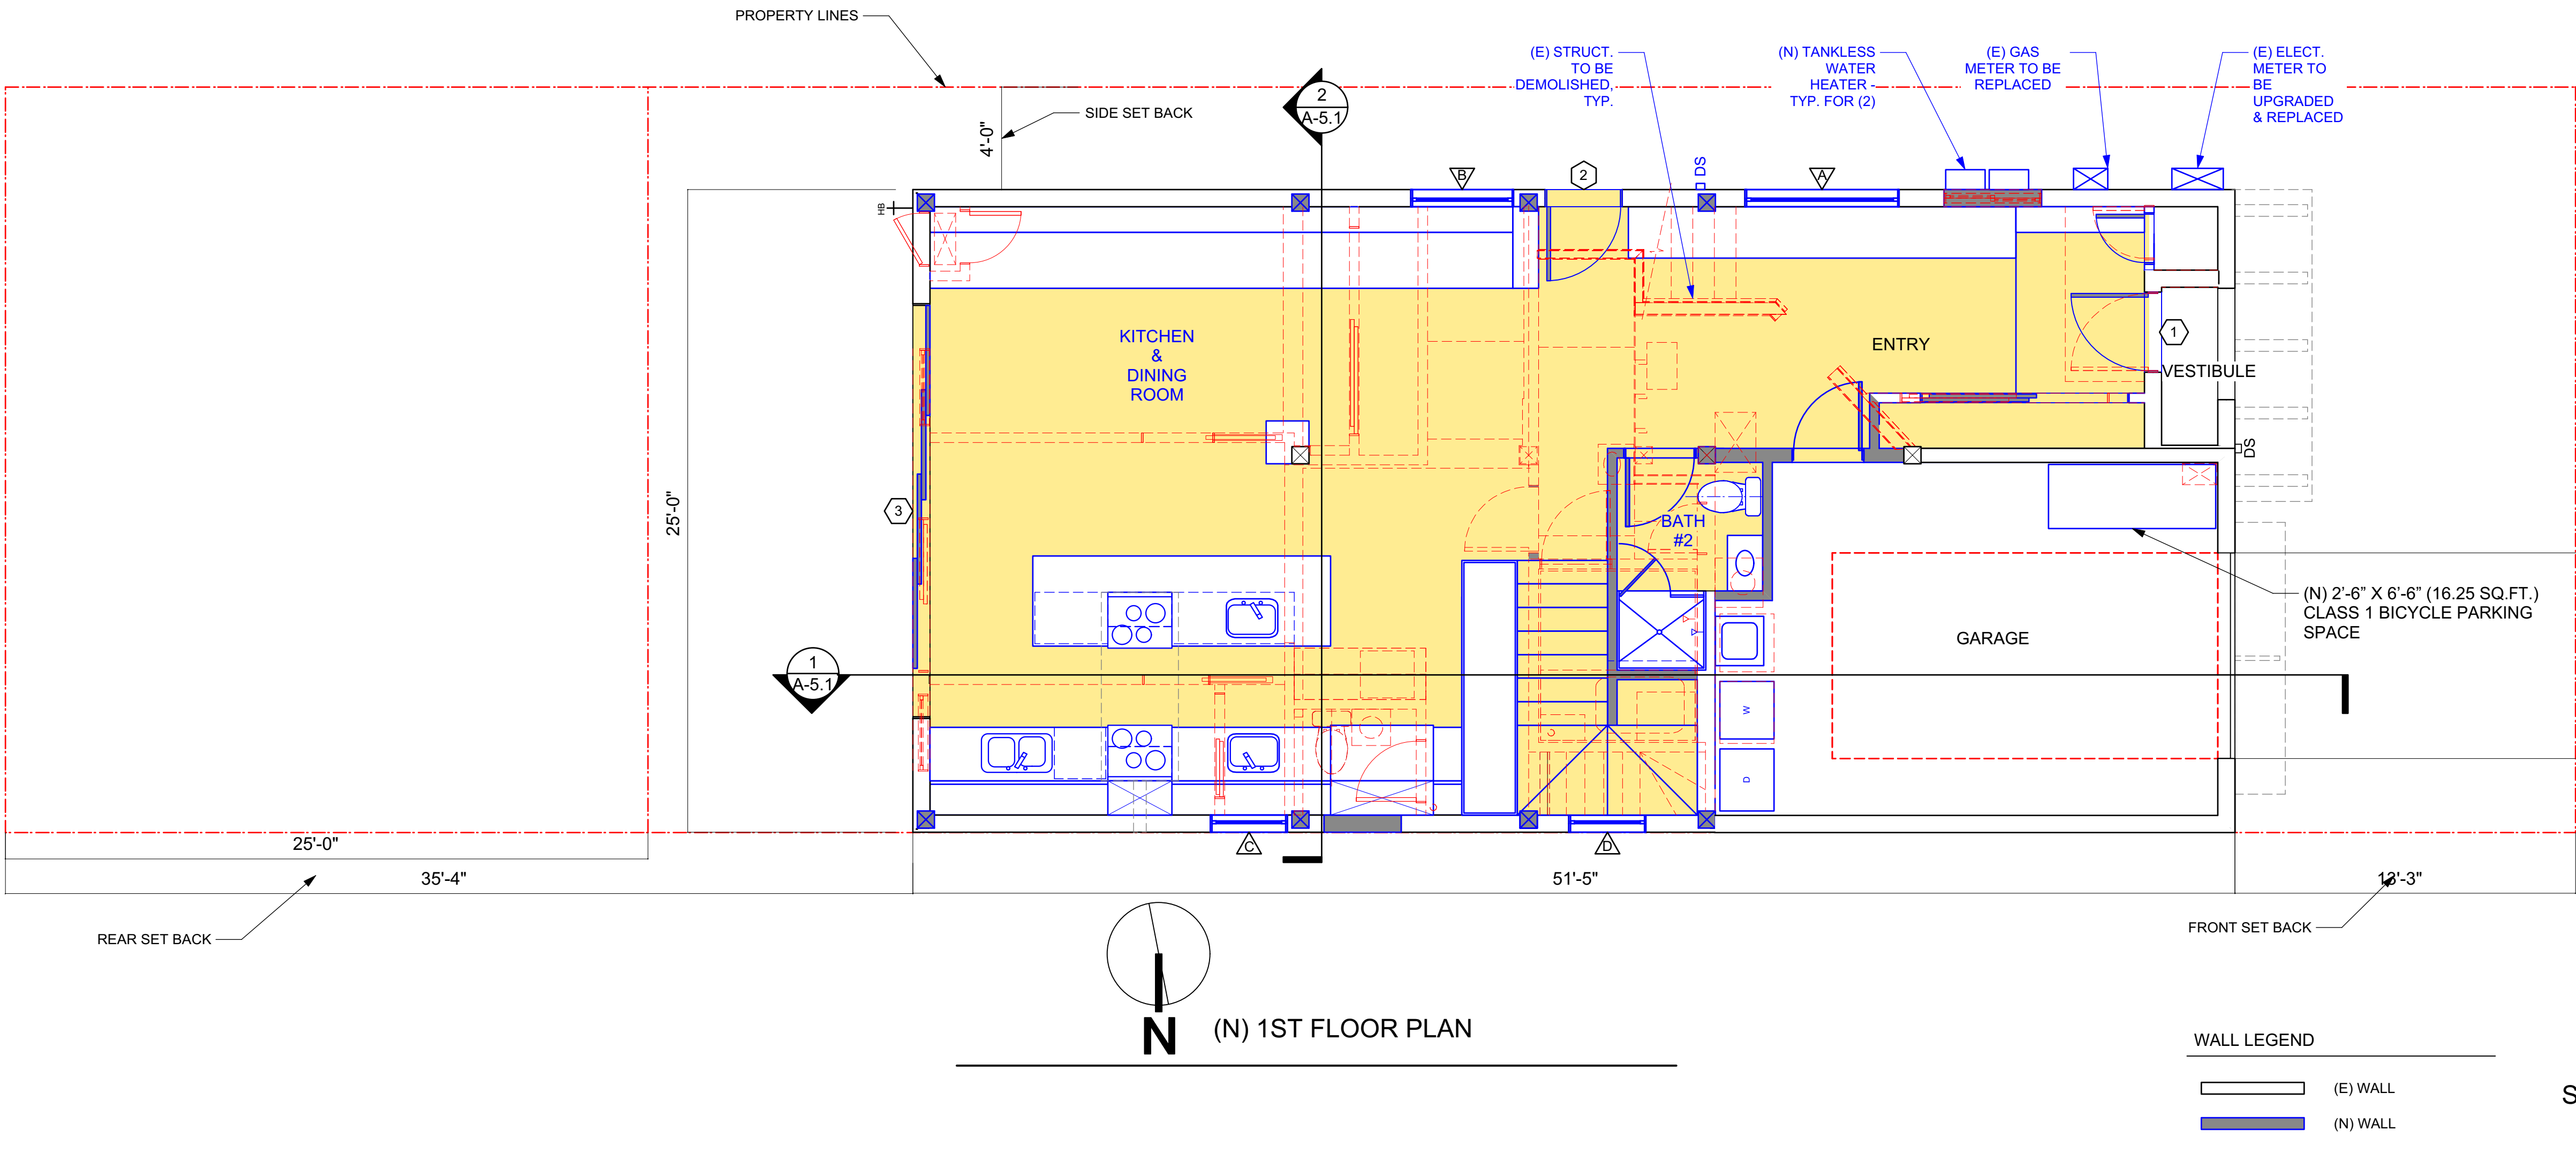 PROPERTY LINES
SIDE SET BACK
4'-0"
2
A-5.1
(E) STRUCT.
TO BE
DEMOLISHED,
TYP.
(N) TANKLESS
WATER
HEATER -
TYP. FOR (2)
(E) GAS
METER TO BE
REPLACED
(E) ELECT.
METER TO
BE
UPGRADED
& REPLACED
HB
B
2
DS
A
KITCHEN
&
DINING
ROOM
ENTRY
1
VESTIBULE
DS
25'-0"
3
BATH
#2
GARAGE
(N) 2'-6" X 6'-6" (16.25 SQ.FT.)
CLASS 1 BICYCLE PARKING
SPACE
1
A-5.1
W
D
C
D
25'-0"
35'-4"
51'-5"
13'-3"
REAR SET BACK
FRONT SET BACK
N
(N) 1ST FLOOR PLAN
WALL LEGEND
(E) WALL
(N) WALL
S